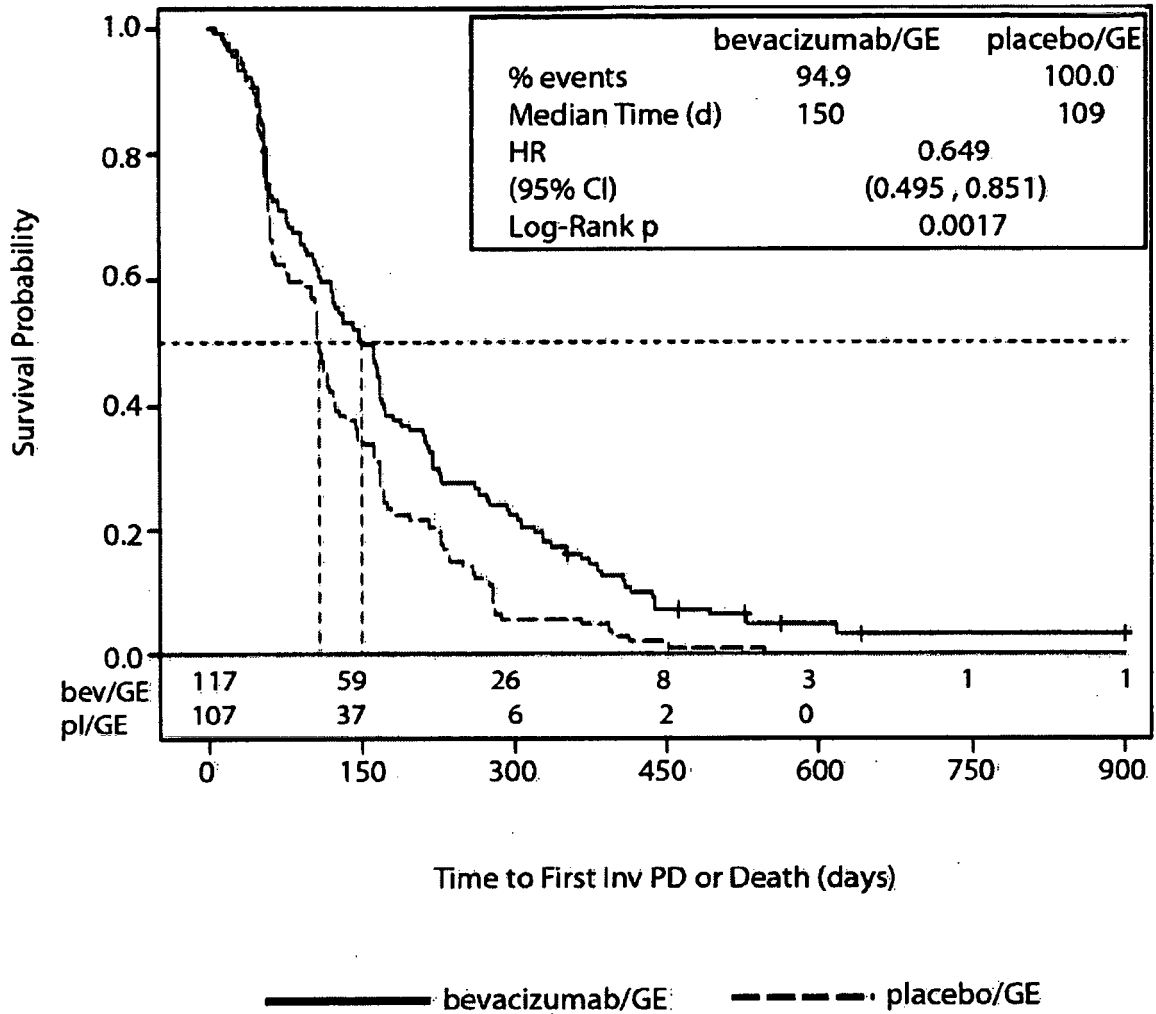 1.0
bevacizumab/GE placebo/GE
% events 94.9 100.0
Median Time (d) 150 109
HR 0.649
(95% CI) (0.495 , 0.851)
Log-Rank p 0.0017
0.8
0.6
0.4
0.2
0.0
Survival Probability
bev/GE 117 59 26 8 3 1 1
pl/GE 107 37 6 2 0
0 150 300 450 600 750 900
Time to First Inv PD or Death (days)
bevacizumab/GE placebo/GE